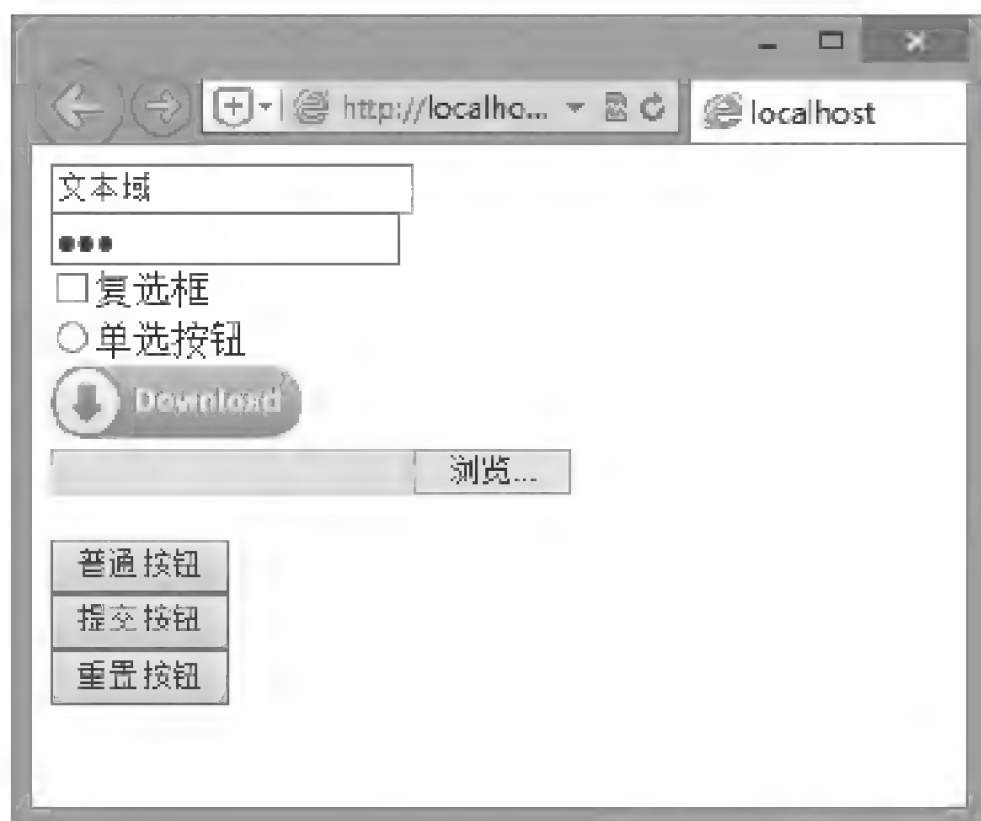 http://localho...
localhost
文本域
复选框
单选按钮
Download
浏览...
普通按钮
提交按钮
重置按钮